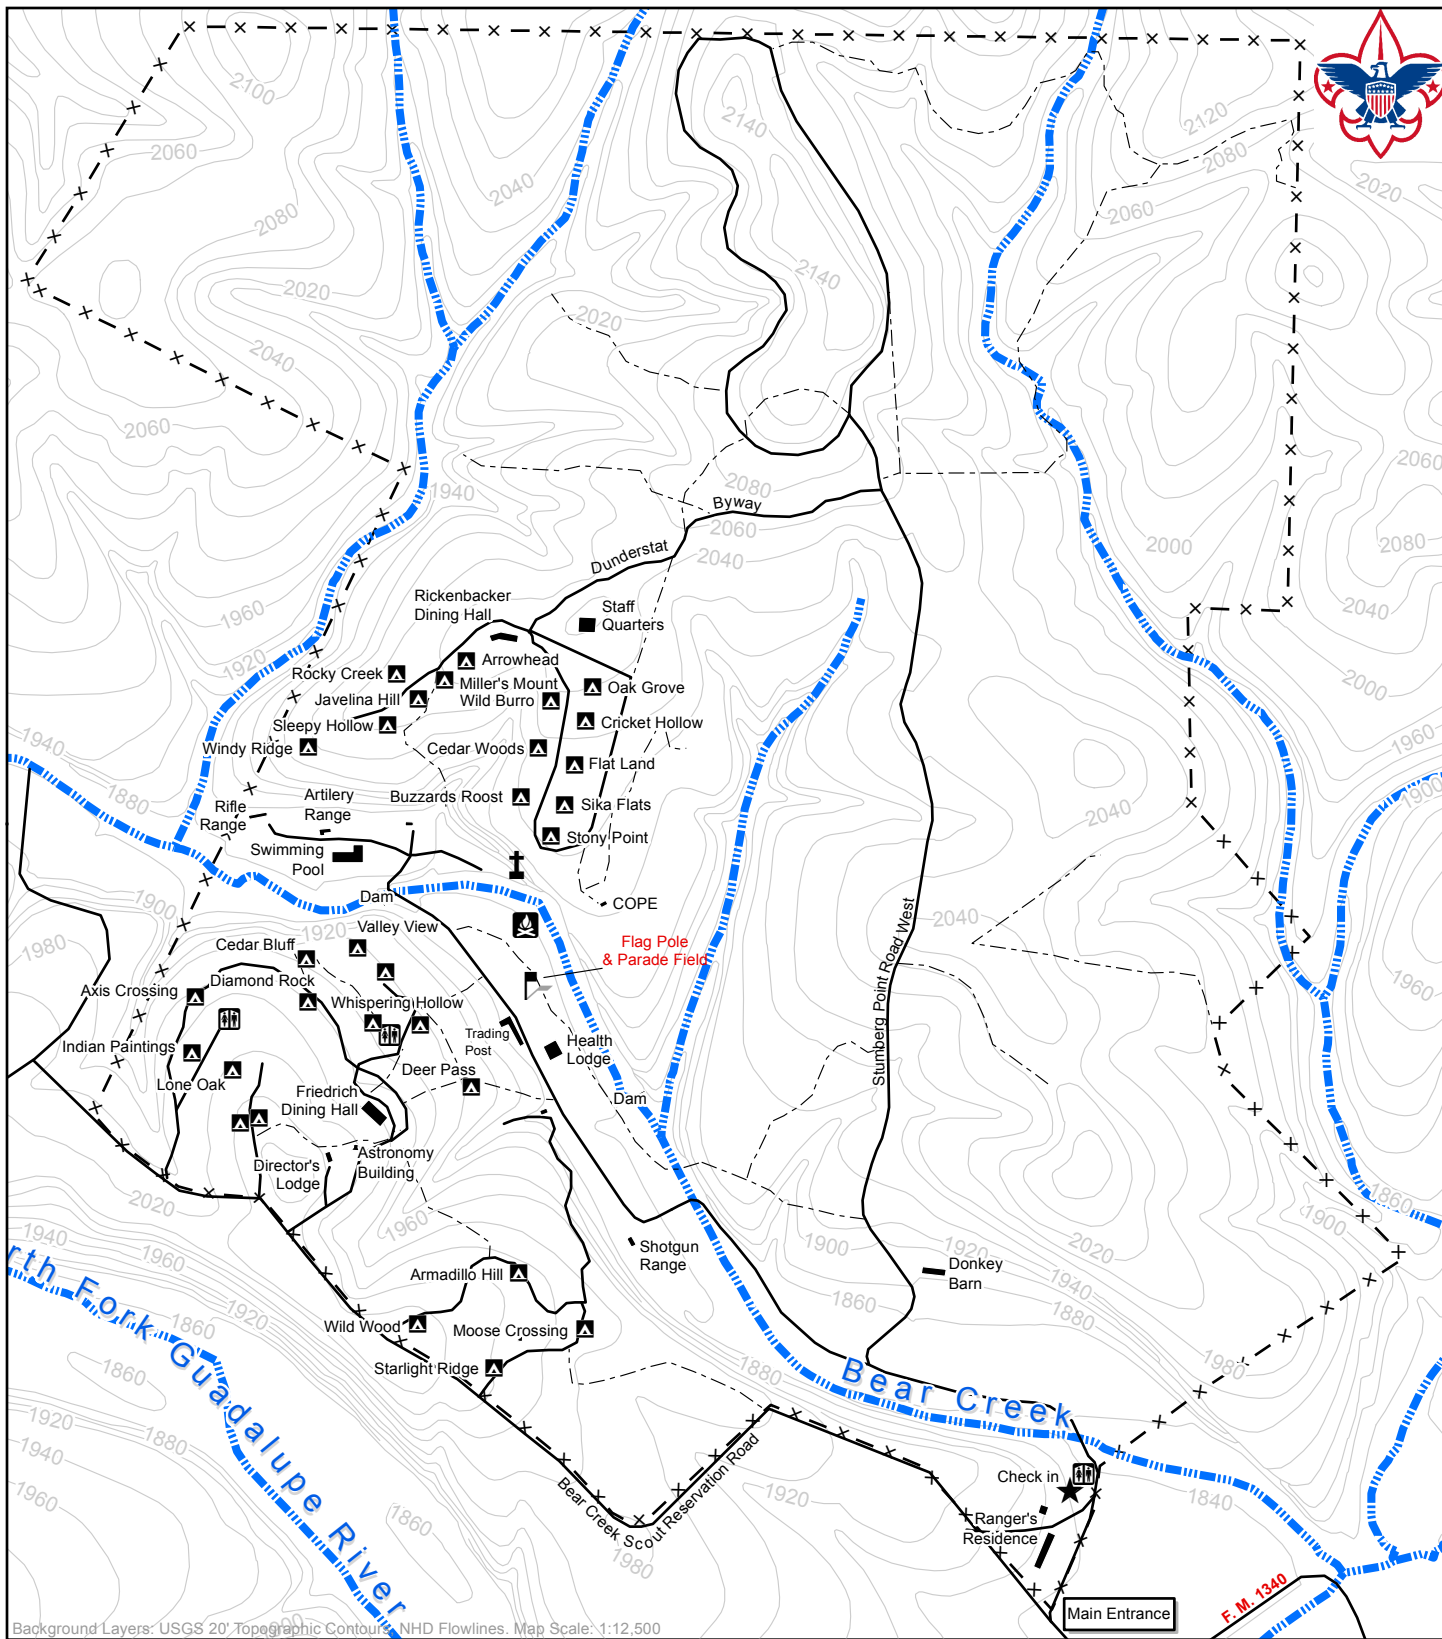 2100
2060
2080
2040
2020
2040
2060
2020
2140
2140
2120
2080
2060
2020
2060
2080
2040
2000
2000
1960
1900
1960
1940
2080
Byway
2060
2040
Dunderstat
Rickenbacker
Dining Hall
Staff
Quarters
1960
1920
Arrowhead
Rocky Creek
Miller's Mount
Oak Grove
Javelina Hill
Wild Burro
Sleepy Hollow
Cricket Hollow
Windy Ridge
Cedar Woods
Flat Land
Buzzards Roost
Sika Flats
Stony Point
1940
1880
Rifle
Range
Artilery
Range
Swimming
Pool
Dam
COPE
2040
2040
1900
1980
1920
Valley View
Cedar Bluff
Flag Pole
& Parade Field
Diamond Rock
Axis Crossing
Whispering Hollow
Indian Paintings
Trading
Post
Health
Lodge
Lone Oak
Deer Pass
Friedrich
Dining Hall
Dam
Stumberg Point Road West
Director's
Lodge
Astronomy
Building
2020
1960
1860
1900
1900
1920
2020
1940
1880
1860
Shotgun
Range
Donkey
Barn
1940
1960
1920
1860
1860
1920
1880
1940
1960
Armadillo Hill
Wild Wood
Moose Crossing
Starlight Ridge
rth Fork Guadalupe River
1880
Bear Creek
1980
1920
1840
Bear Creek Scout Reservation Road
Check in
Ranger's
Residence
1860
1980
1900
Main Entrance
F. M. 1340
Background Layers: USGS 20' Topographic Contours, NHD Flowlines. Map Scale: 1:12,500